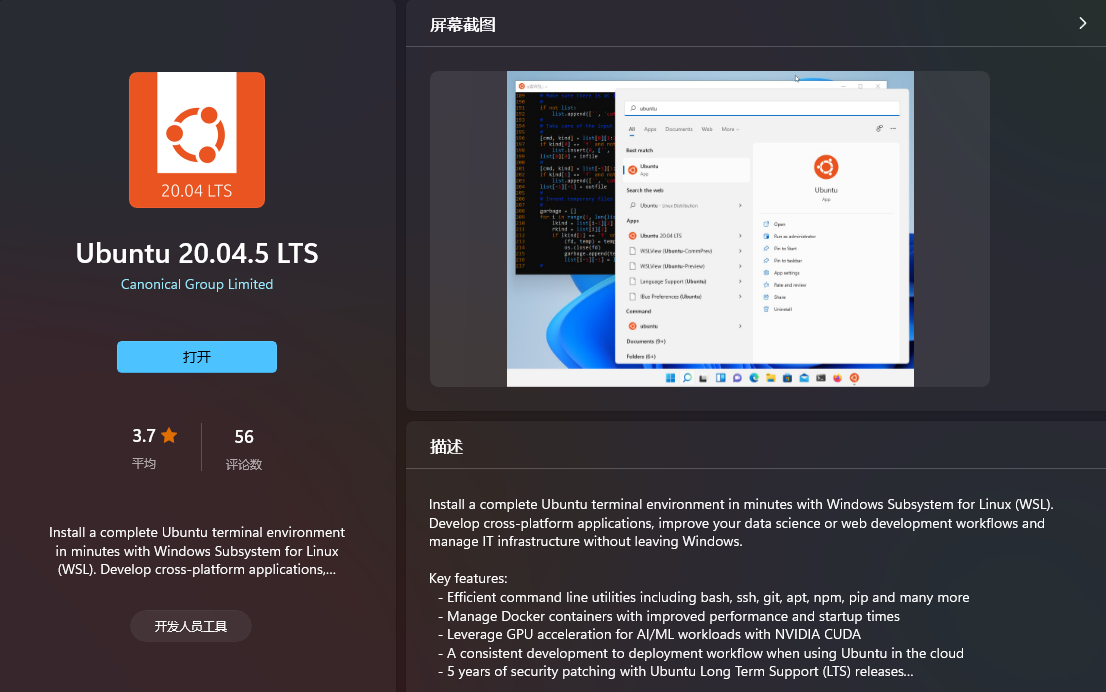 20.04 LTS
Ubuntu 20.04.5 LTS
Canonical Group Limited
打开
3.7
平均
56
评论数
Install a complete Ubuntu terminal environment
in minutes with Windows Subsystem for Linux
(WSL). Develop cross-platform applications,...
开发人员工具
屏幕截图
ubuntu
All Apps Documents Web More
Best match
Ubuntu
App
Search the web
Ubuntu - Linux Distribution
Apps
Ubuntu 20.04 LTS
WSLView (Ubuntu-CommPrev)
WSLView (Ubuntu-Preview)
Language Support (Ubuntu)
IBus Preferences (Ubuntu)
Command
ubuntu
Documents (9+)
Folders (6+)
Ubuntu
App
Open
Run as administrator
Pin to Start
Pin to taskbar
App settings
Rate and review
Share
Uninstall
描述
Install a complete Ubuntu terminal environment in minutes with Windows Subsystem for Linux (WSL).
Develop cross-platform applications, improve your data science or web development workflows and
manage IT infrastructure without leaving Windows.
Key features:
- Efficient command line utilities including bash, ssh, git, apt, npm, pip and many more
- Manage Docker containers with improved performance and startup times
- Leverage GPU acceleration for AI/ML workloads with NVIDIA CUDA
- A consistent development to deployment workflow when using Ubuntu in the cloud
- 5 years of security patching with Ubuntu Long Term Support (LTS) releases...